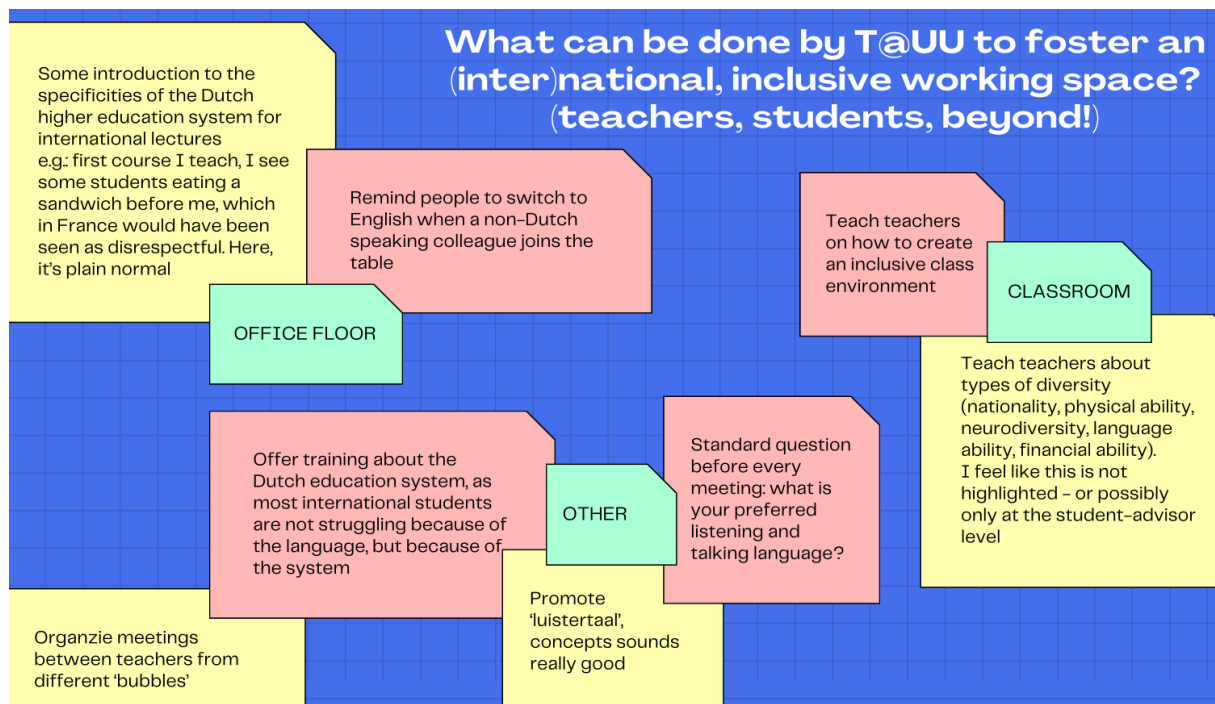 What can be done by T@UU to foster an
(inter)national, inclusive working space?
(teachers, students, beyond!)
Some introduction to the
specificities of the Dutch
higher education system for
international lectures
e.g.: first course I teach, I see
some students eating a
sandwich before me, which
in France would have been
seen as disrespectful. Here,
it's plain normal
Remind people to switch to
English when a non-Dutch
speaking colleague joins the
table
OFFICE FLOOR
Teach teachers
on how to create
an inclusive class
environment
CLASSROOM
Teach teachers about
types of diversity
(nationality, physical ability,
neurodiversity, language
ability, financial ability).
I feel like this is not
highlighted - or possibly
only at the student-advisor
level
Offer training about the
Dutch education system, as
most international students
are not struggling because of
the language, but because of
the system
OTHER
Standard question
before every
meeting: what is
your preferred
listening and
talking language?
Promote
'luistertaal',
concepts sounds
really good
Organzie meetings
between teachers from
different 'bubbles'